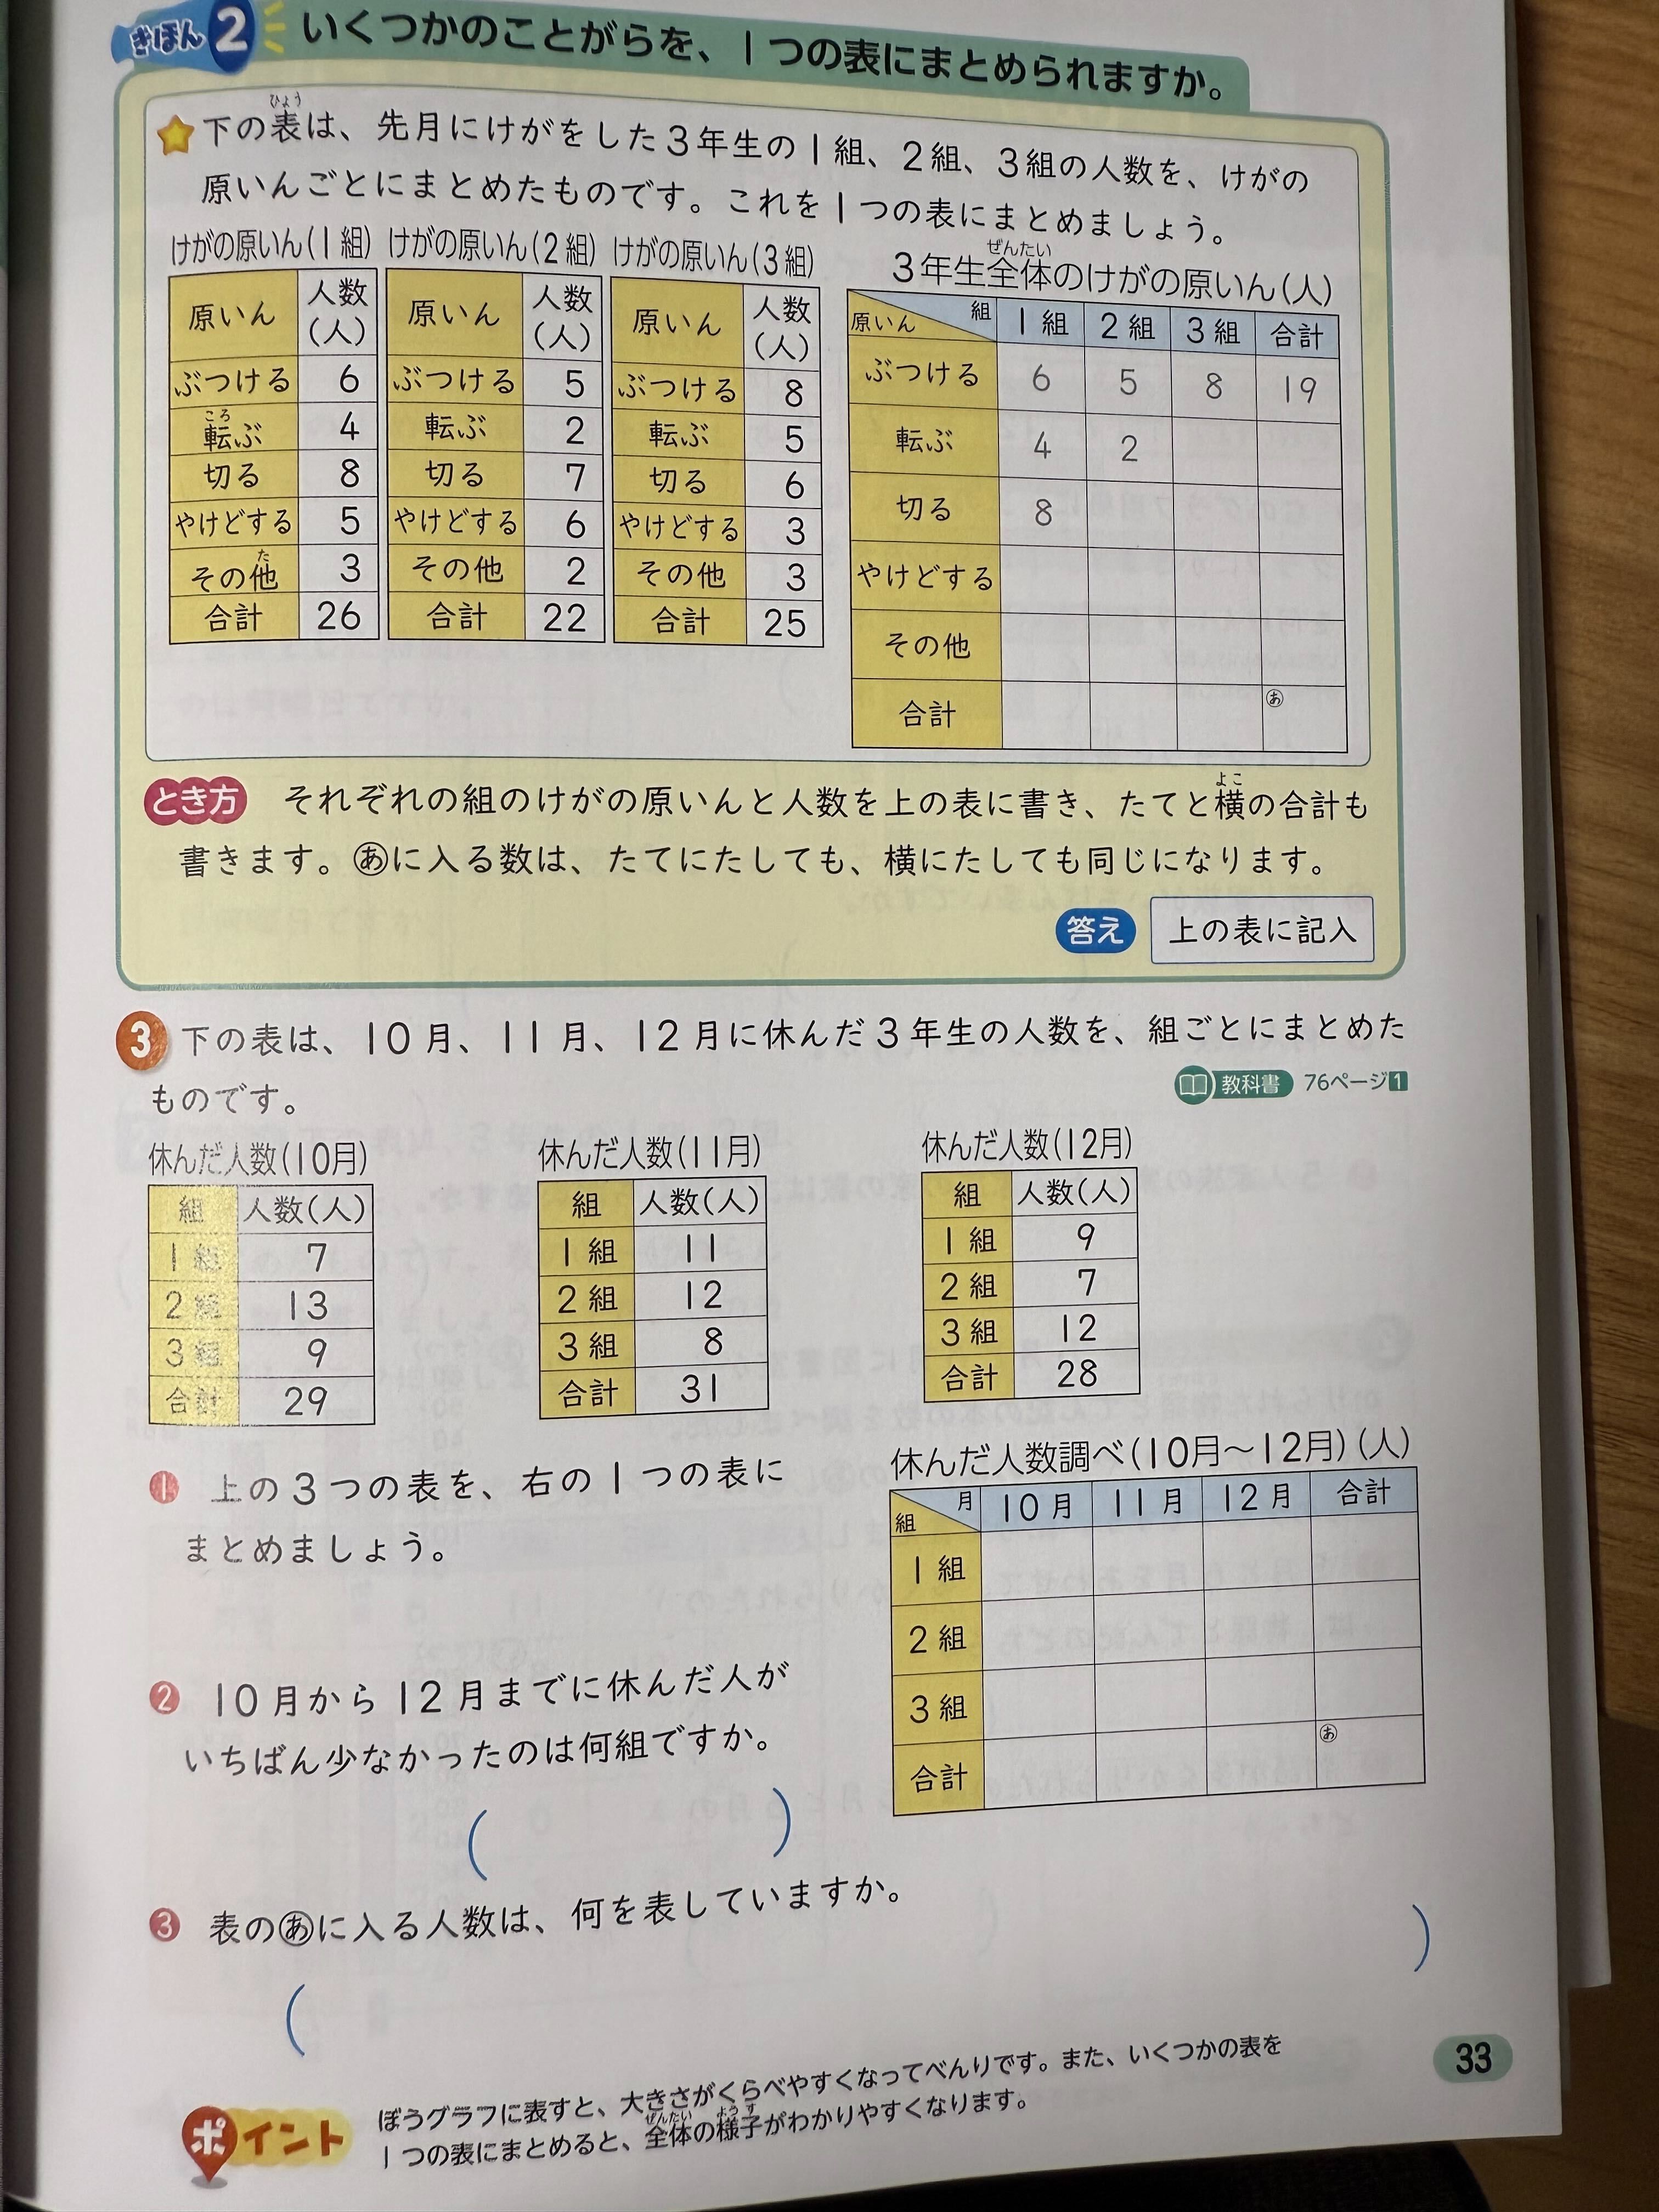 きほん2 いくつかのことがらを、1つの表にまとめられますか。
下の表は、先月にけがをした3年生の1組、2組、3組の人数を、けがの
原いんごとにまとめたものです。これを1つの表にまとめましょう。
けがの原いん(1組)
原いん 人数(人)
ぶつける 6
転ぶ 4
切る 8
やけどする 5
その他 3
合計 26
けがの原いん(2組)
原いん 人数(人)
ぶつける 5
転ぶ 2
切る 7
やけどする 6
その他 2
合計 22
けがの原いん(3組)
原いん 人数(人)
ぶつける 8
転ぶ 5
切る 6
やけどする 3
その他 3
合計 25
3年生全体のけがの原いん(人)
原いん 組 1組 2組 3組 合計
ぶつける 6 5 8 19
転ぶ 4 2
切る 8
やけどする
その他
合計 あ
とき方 それぞれの組のけがの原いんと人数を上の表に書き、たてと横の合計も
書きます。あに入る数は、たてにたしても、横にたしても同じになります。
答え 上の表に記入
3 下の表は、10月、11月、12月に休んだ3年生の人数を、組ごとにまとめた
ものです。
教科書 76ページ1
休んだ人数(10月)
組 人数(人)
1組 7
2組 13
3組 9
合計 29
休んだ人数(11月)
組 人数(人)
1組 11
2組 12
3組 8
合計 31
休んだ人数(12月)
組 人数(人)
1組 9
2組 7
3組 12
合計 28
1 上の3つの表を、右の1つの表に
まとめましょう。
休んだ人数調べ(10月〜12月)(人)
組 月 10月 11月 12月 合計
1組
2組
3組
合計 あ
2 10月から12月までに休んだ人が
いちばん少なかったのは何組ですか。
( )
3 表のあに入る人数は、何を表していますか。
( )
ポイント ぼうグラフに表すと、大きさがくらべやすくなってべんりです。また、いくつかの表を
1つの表にまとめると、全体の様子がわかりやすくなります。
33